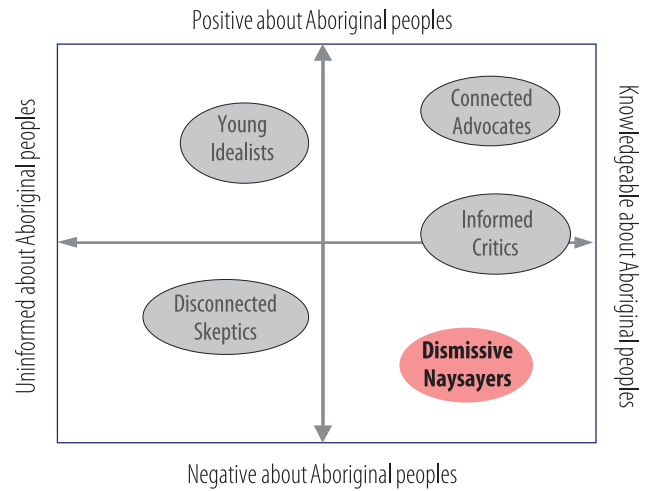 Positive about Aboriginal peoples
Connected
Advocates
Young
Idealists
Uninformed about Aboriginal peoples
Knowledgeable about Aboriginal peoples
Informed
Critics
Disconnected
Skeptics
Dismissive
Naysayers
Negative about Aboriginal peoples